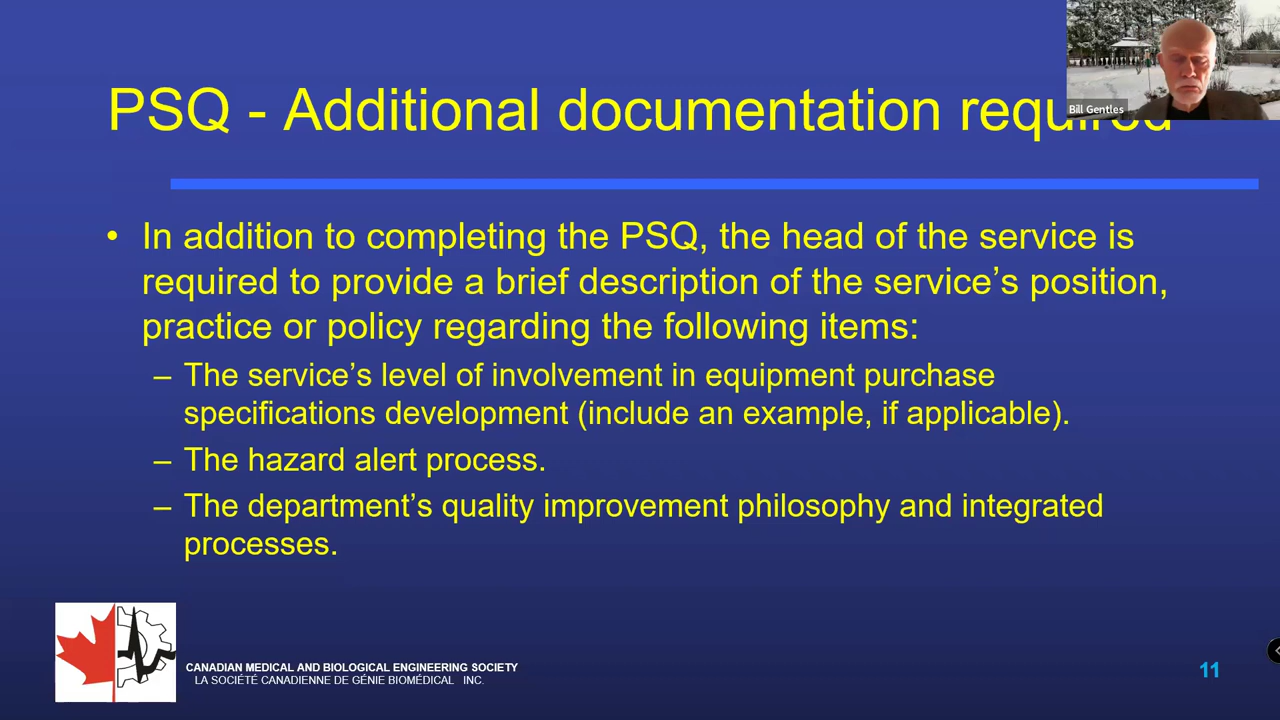 PSQ - Additional documentation required
Bill Gentles
• In addition to completing the PSQ, the head of the service is
required to provide a brief description of the service’s position,
practice or policy regarding the following items:
– The service’s level of involvement in equipment purchase
specifications development (include an example, if applicable).
– The hazard alert process.
– The department’s quality improvement philosophy and integrated
processes.
CANADIAN MEDICAL AND BIOLOGICAL ENGINEERING SOCIETY
LA SOCIÉTÉ CANADIENNE DE GÉNIE BIOMÉDICAL INC.
11